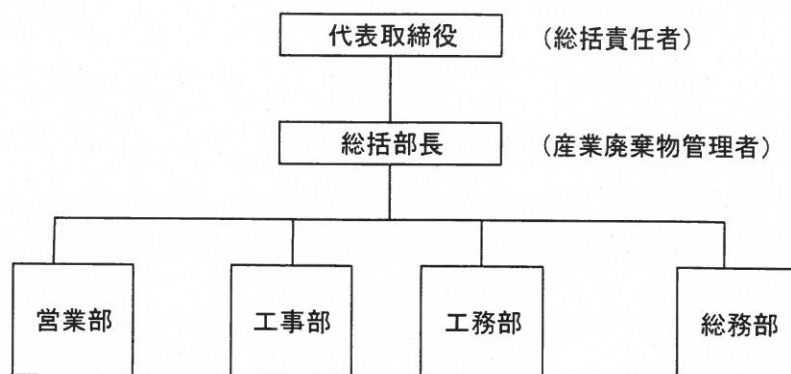 代表取締役 （総括責任者）
総括部長 （産業廃棄物管理者）
営業部 工事部 工務部 総務部